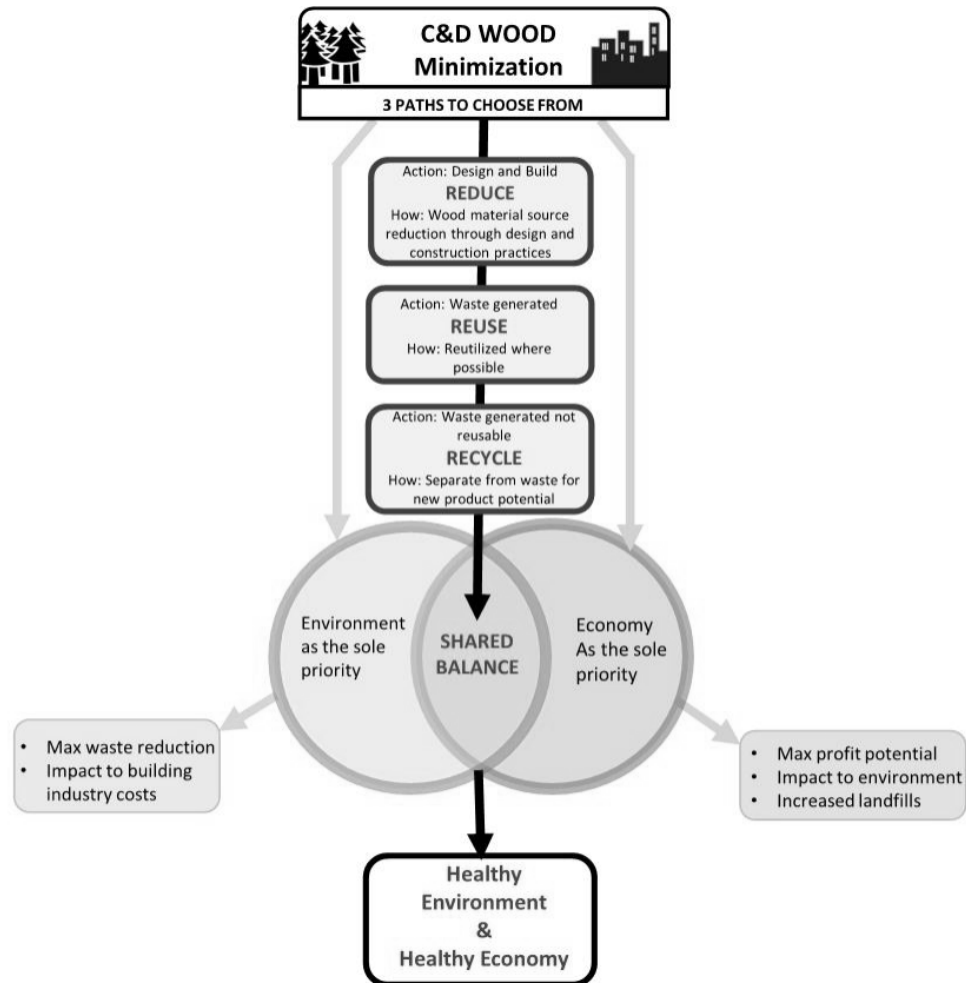 C&D WOOD
Minimization
3 PATHS TO CHOOSE FROM
Action: Design and Build
REDUCE
How: Wood material source
reduction through design and
construction practices
Action: Waste generated
REUSE
How: Reutilized where
possible
Action: Waste generated not
reusable
RECYCLE
How: Separate from waste for
new product potential
Environment
as the sole
priority
SHARED
BALANCE
Economy
As the sole
priority
• Max waste reduction
• Impact to building
industry costs
• Max profit potential
• Impact to environment
• Increased landfills
Healthy
Environment
&
Healthy Economy